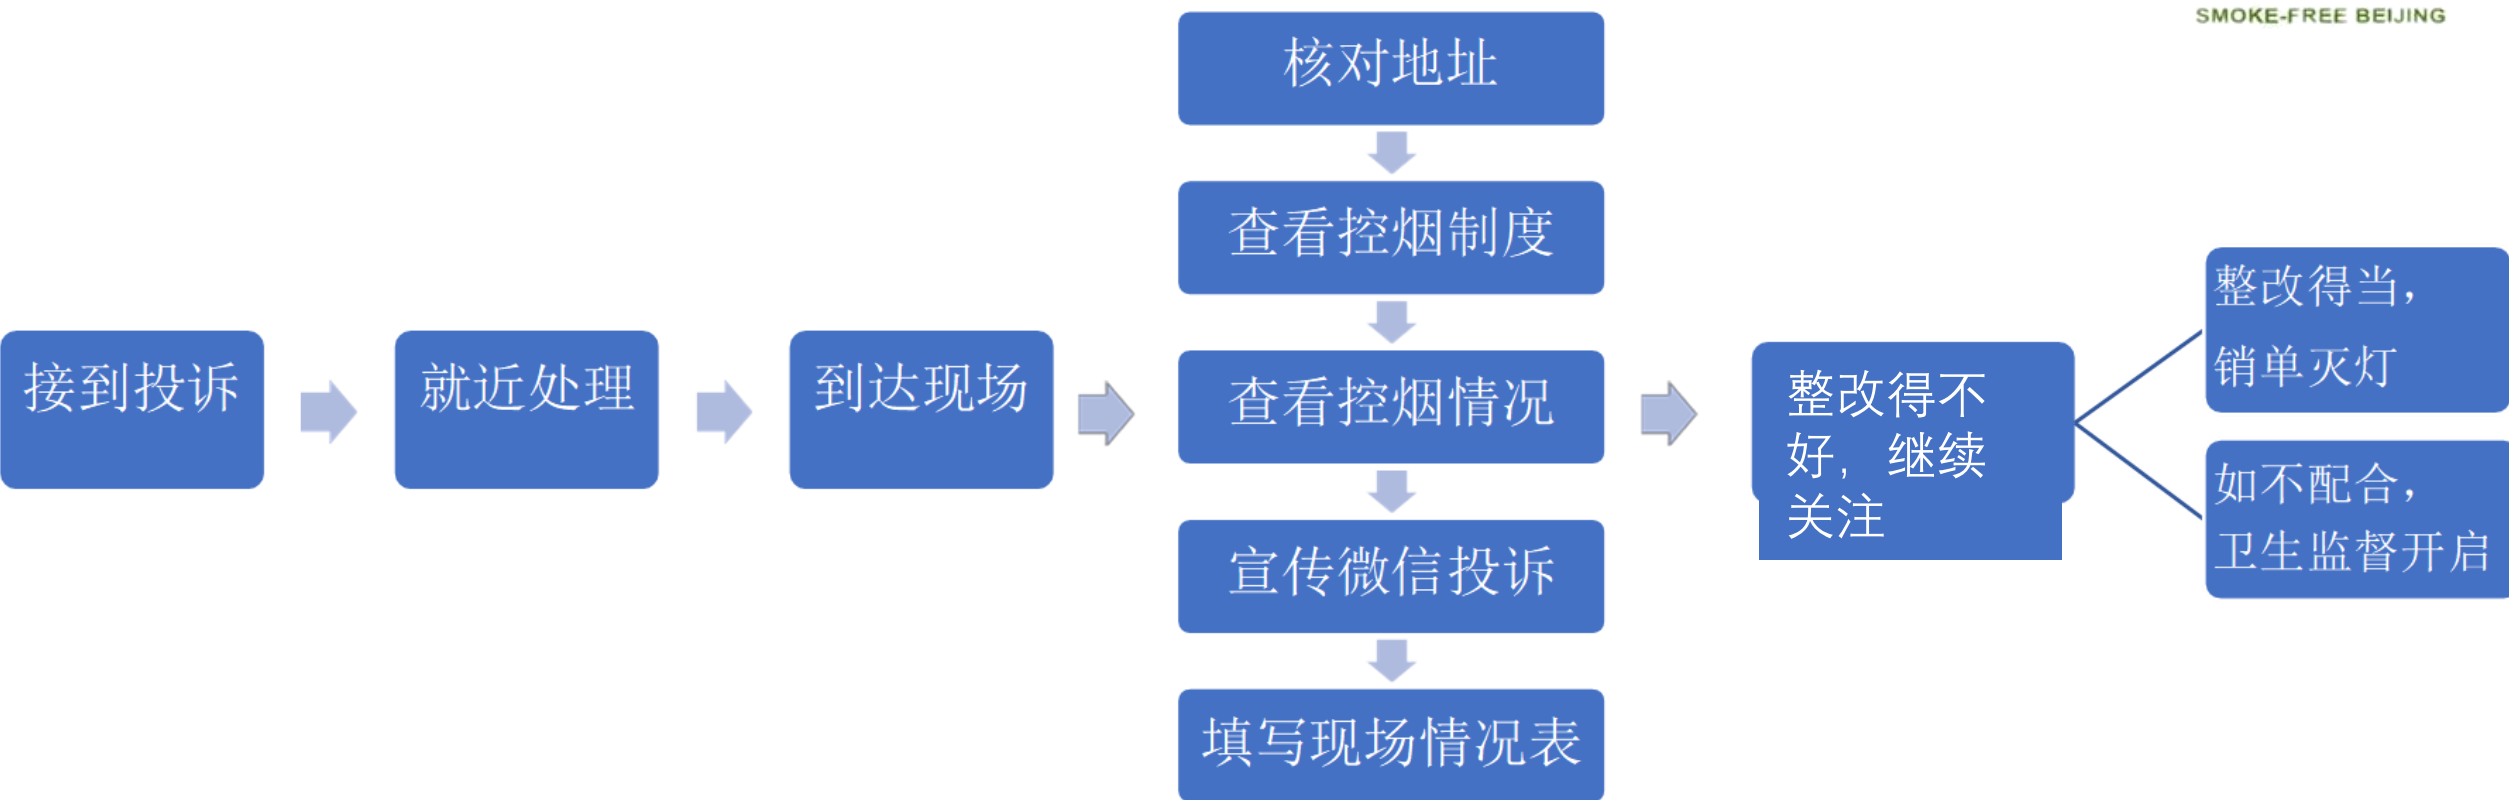 SMOKE-FREE BEIJING
接到投诉
就近处理
到达现场
核对地址
查看控烟制度
查看控烟情况
宣传微信投诉
填写现场情况表
整改得不
好，继续
关注
整改得当，
销单灭灯
如不配合，
卫生监督开启